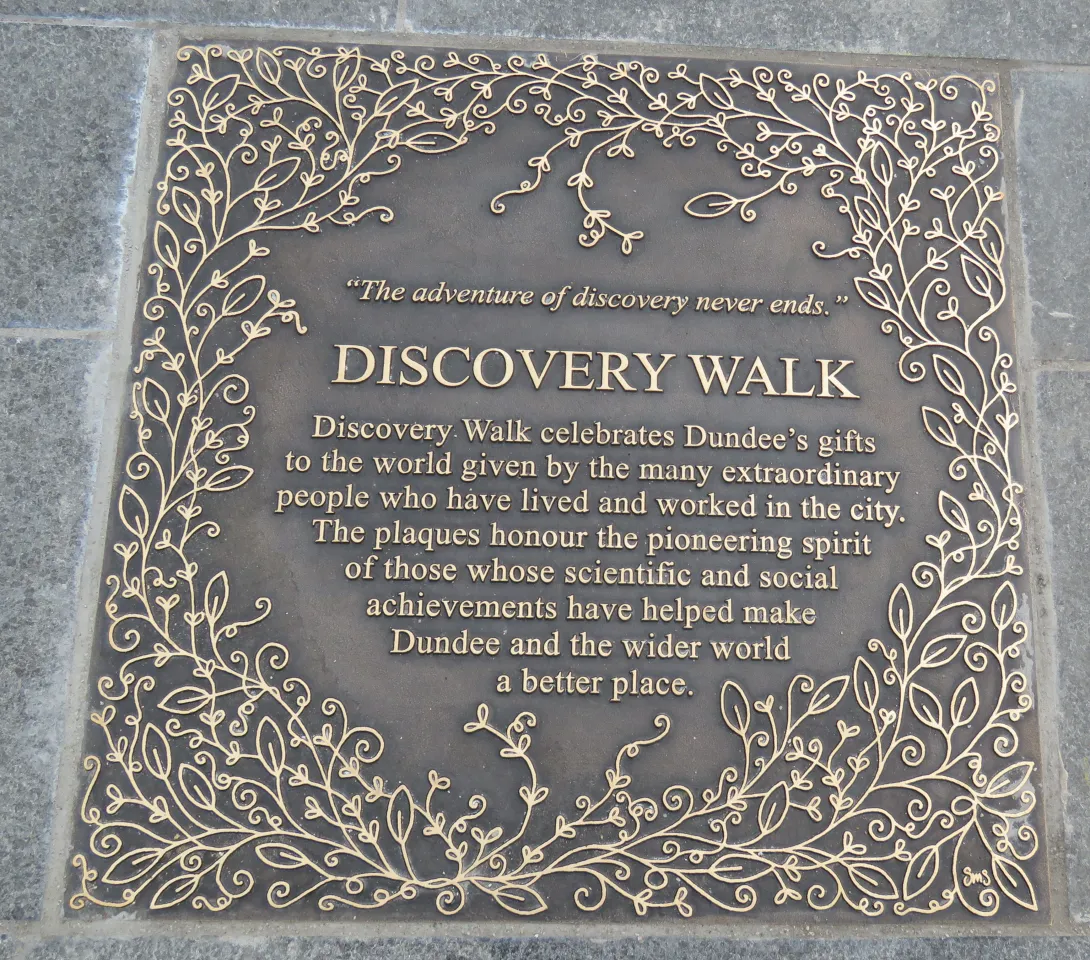 “The adventure of discovery never ends.”
DISCOVERY WALK
Discovery Walk celebrates Dundee’s gifts
to the world given by the many extraordinary
people who have lived and worked in the city.
The plaques honour the pioneering spirit
of those whose scientific and social
achievements have helped make
Dundee and the wider world
a better place.
SMS